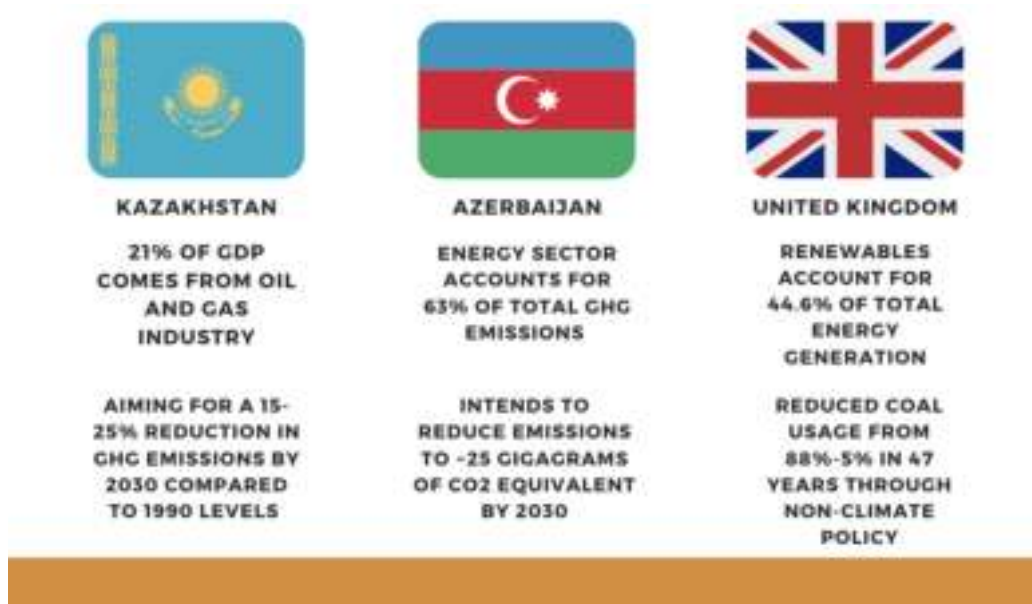 KAZAKHSTAN
21% OF GDP
COMES FROM OIL
AND GAS
INDUSTRY
AIMING FOR A 15-
25% REDUCTION IN
GHG EMISSIONS BY
2030 COMPARED
TO 1990 LEVELS
AZERBAIJAN
ENERGY SECTOR
ACCOUNTS FOR
63% OF TOTAL GHG
EMISSIONS
INTENDS TO
REDUCE EMISSIONS
TO ~25 GIGAGRAMS
OF CO2 EQUIVALENT
BY 2030
UNITED KINGDOM
RENEWABLES
ACCOUNT FOR
44.6% OF TOTAL
ENERGY
GENERATION
REDUCED COAL
USAGE FROM
88%-5% IN 47
YEARS THROUGH
NON-CLIMATE
POLICY